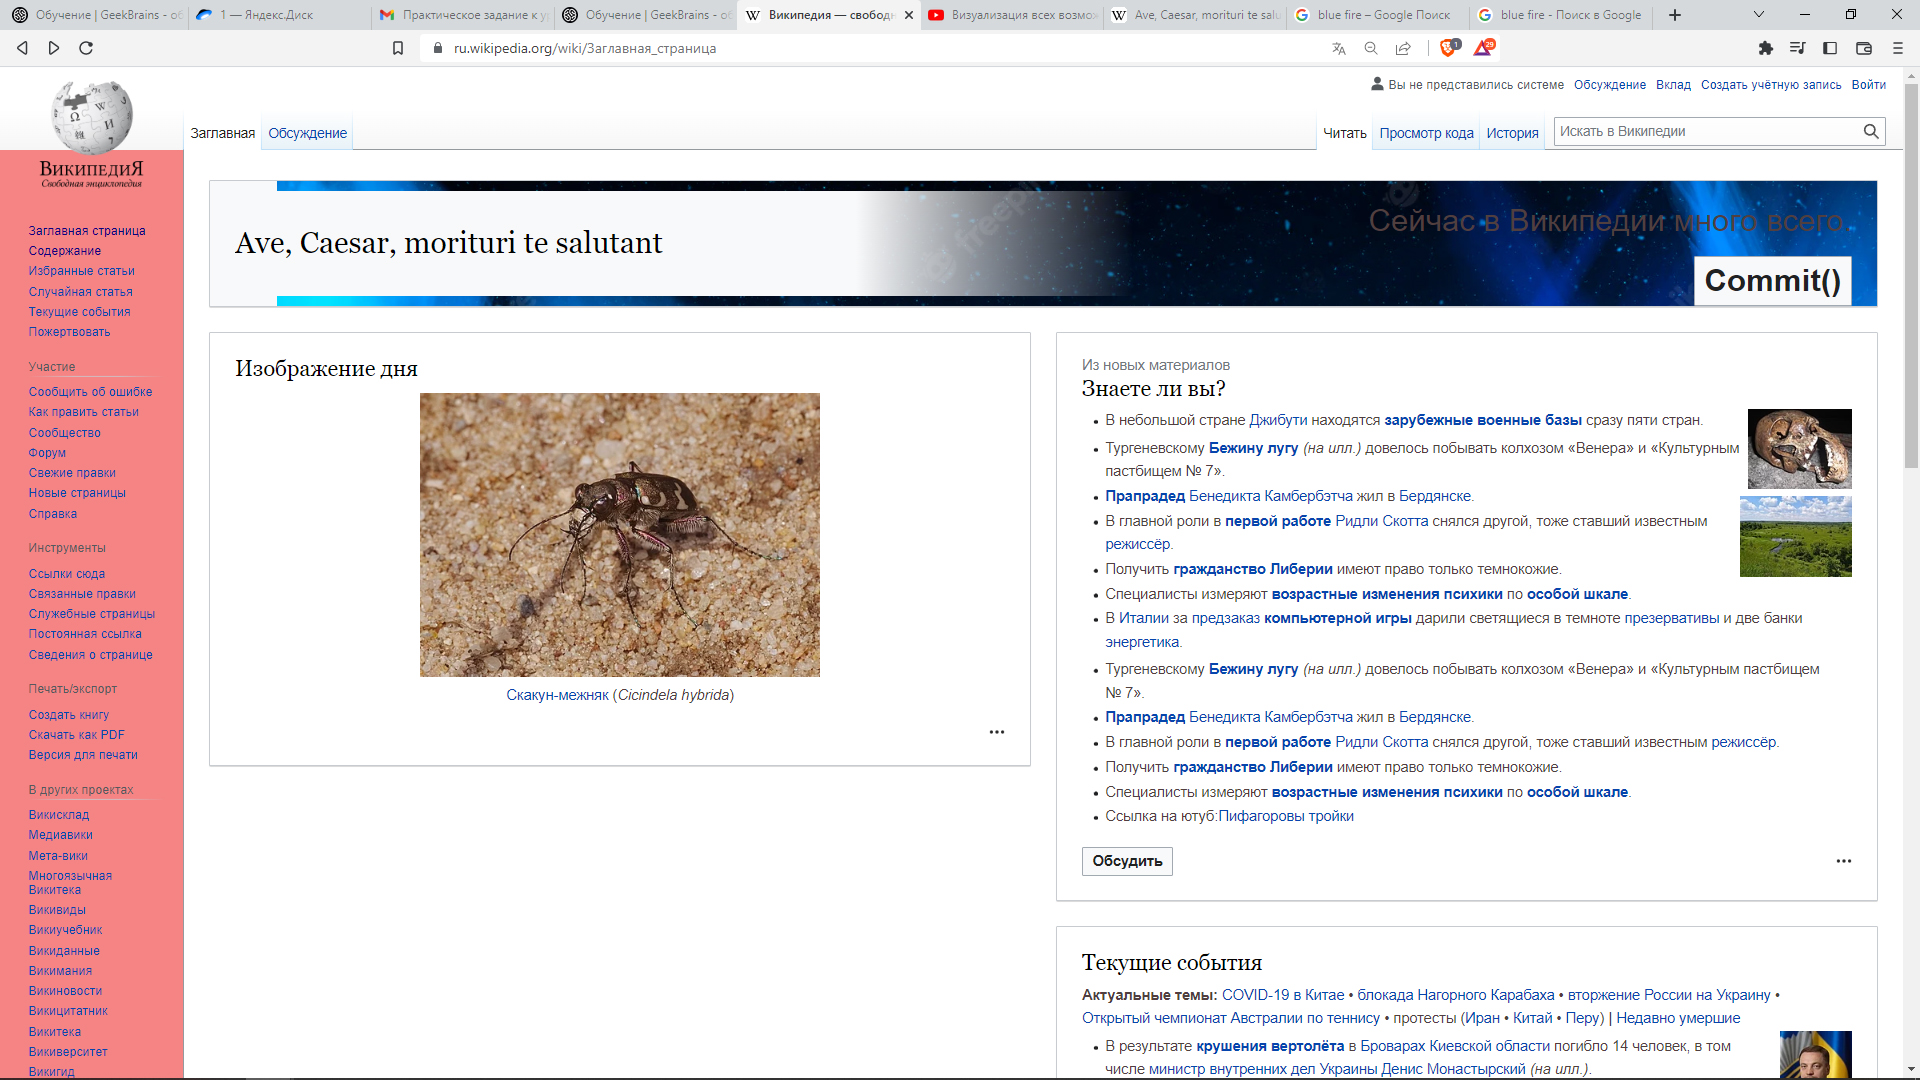 Обучение | GeekBrains - об
1 — Яндекс.Диск
Практическое задание к у
Обучение | GeekBrains - об
Википедия — свободн
Визуализация всех возмож
Ave, Caesar, morituri te salu
blue fire – Google Поиск
blue fire - Поиск в Google
ru.wikipedia.org/wiki/Заглавная_страница
1
29
Вы не представились системе Обсуждение Вклад Создать учётную запись Войти
Заглавная Обсуждение
Читать Просмотр кода История
Искать в Википедии
ВикипедиЯ
Свободная энциклопедия
Заглавная страница
Содержание
Избранные статьи
Случайная статья
Текущие события
Пожертвовать
Участие
Сообщить об ошибке
Как править статьи
Сообщество
Форум
Свежие правки
Новые страницы
Справка
Инструменты
Ссылки сюда
Связанные правки
Служебные страницы
Постоянная ссылка
Сведения о странице
Печать/экспорт
Создать книгу
Скачать как PDF
Версия для печати
В других проектах
Викисклад
Медиавики
Мета-вики
Многоязычная
Викитека
Викивиды
Викиучебник
Викиданные
Викимания
Викиновости
Викицитатник
Викитека
Викиверситет
Викигид
Ave, Caesar, morituri te salutant
Сейчас в Википедии много всего.
Commit()
Изображение дня
Скакун-межняк (Cicindela hybrida)
Из новых материалов
Знаете ли вы?
В небольшой стране Джибути находятся зарубежные военные базы сразу пяти стран.
Тургеневскому Бежину лугу (на илл.) довелось побывать колхозом «Венера» и «Культурным
пастбищем № 7».
Прапрадед Бенедикта Камбербэтча жил в Бердянске.
В главной роли в первой работе Ридли Скотта снялся другой, тоже ставший известным
режиссёр.
Получить гражданство Либерии имеют право только темнокожие.
Специалисты измеряют возрастные изменения психики по особой шкале.
В Италии за предзаказ компьютерной игры дарили светящиеся в темноте презервативы и две банки
энергетика.
Тургеневскому Бежину лугу (на илл.) довелось побывать колхозом «Венера» и «Культурным пастбищем
№ 7».
Прапрадед Бенедикта Камбербэтча жил в Бердянске.
В главной роли в первой работе Ридли Скотта снялся другой, тоже ставший известным режиссёр.
Получить гражданство Либерии имеют право только темнокожие.
Специалисты измеряют возрастные изменения психики по особой шкале.
Ссылка на ютуб:Пифагоровы тройки
Обсудить
Текущие события
Актуальные темы: COVID-19 в Китае • блокада Нагорного Карабаха • вторжение России на Украину •
Открытый чемпионат Австралии по теннису • протесты (Иран • Китай • Перу) | Недавно умершие
В результате крушения вертолёта в Броварах Киевской области погибло 14 человек, в том
числе министр внутренних дел Украины Денис Монастырский (на илл.).